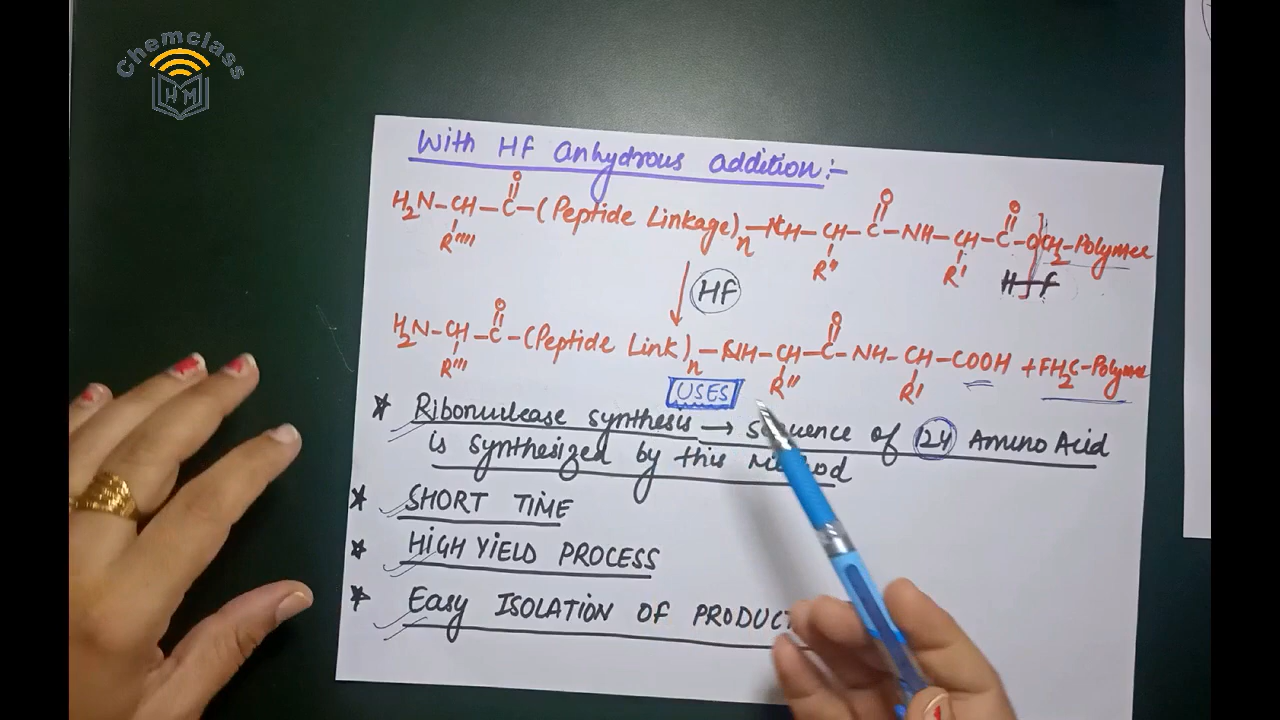 Chemclass
HM
With HF anhydrous addition:-
O O O
H₂N-CH-C-(Peptide Linkage)n-NH-CH-C-NH-CH-C-OCH₂-Polymer
R'''' R'' R' H-F
HF
O O
H₂N-CH-C-(Peptide Link)n-NH-CH-C-NH-CH-COOH + FH₂C-Polymer
R''' R'' R'
USES
* Ribonuclease synthesis → Sequence of 124 Amino Acid
is synthesized by this Method
* SHORT TIME
* HIGH YIELD PROCESS
* Easy ISOLATION OF PRODUCT